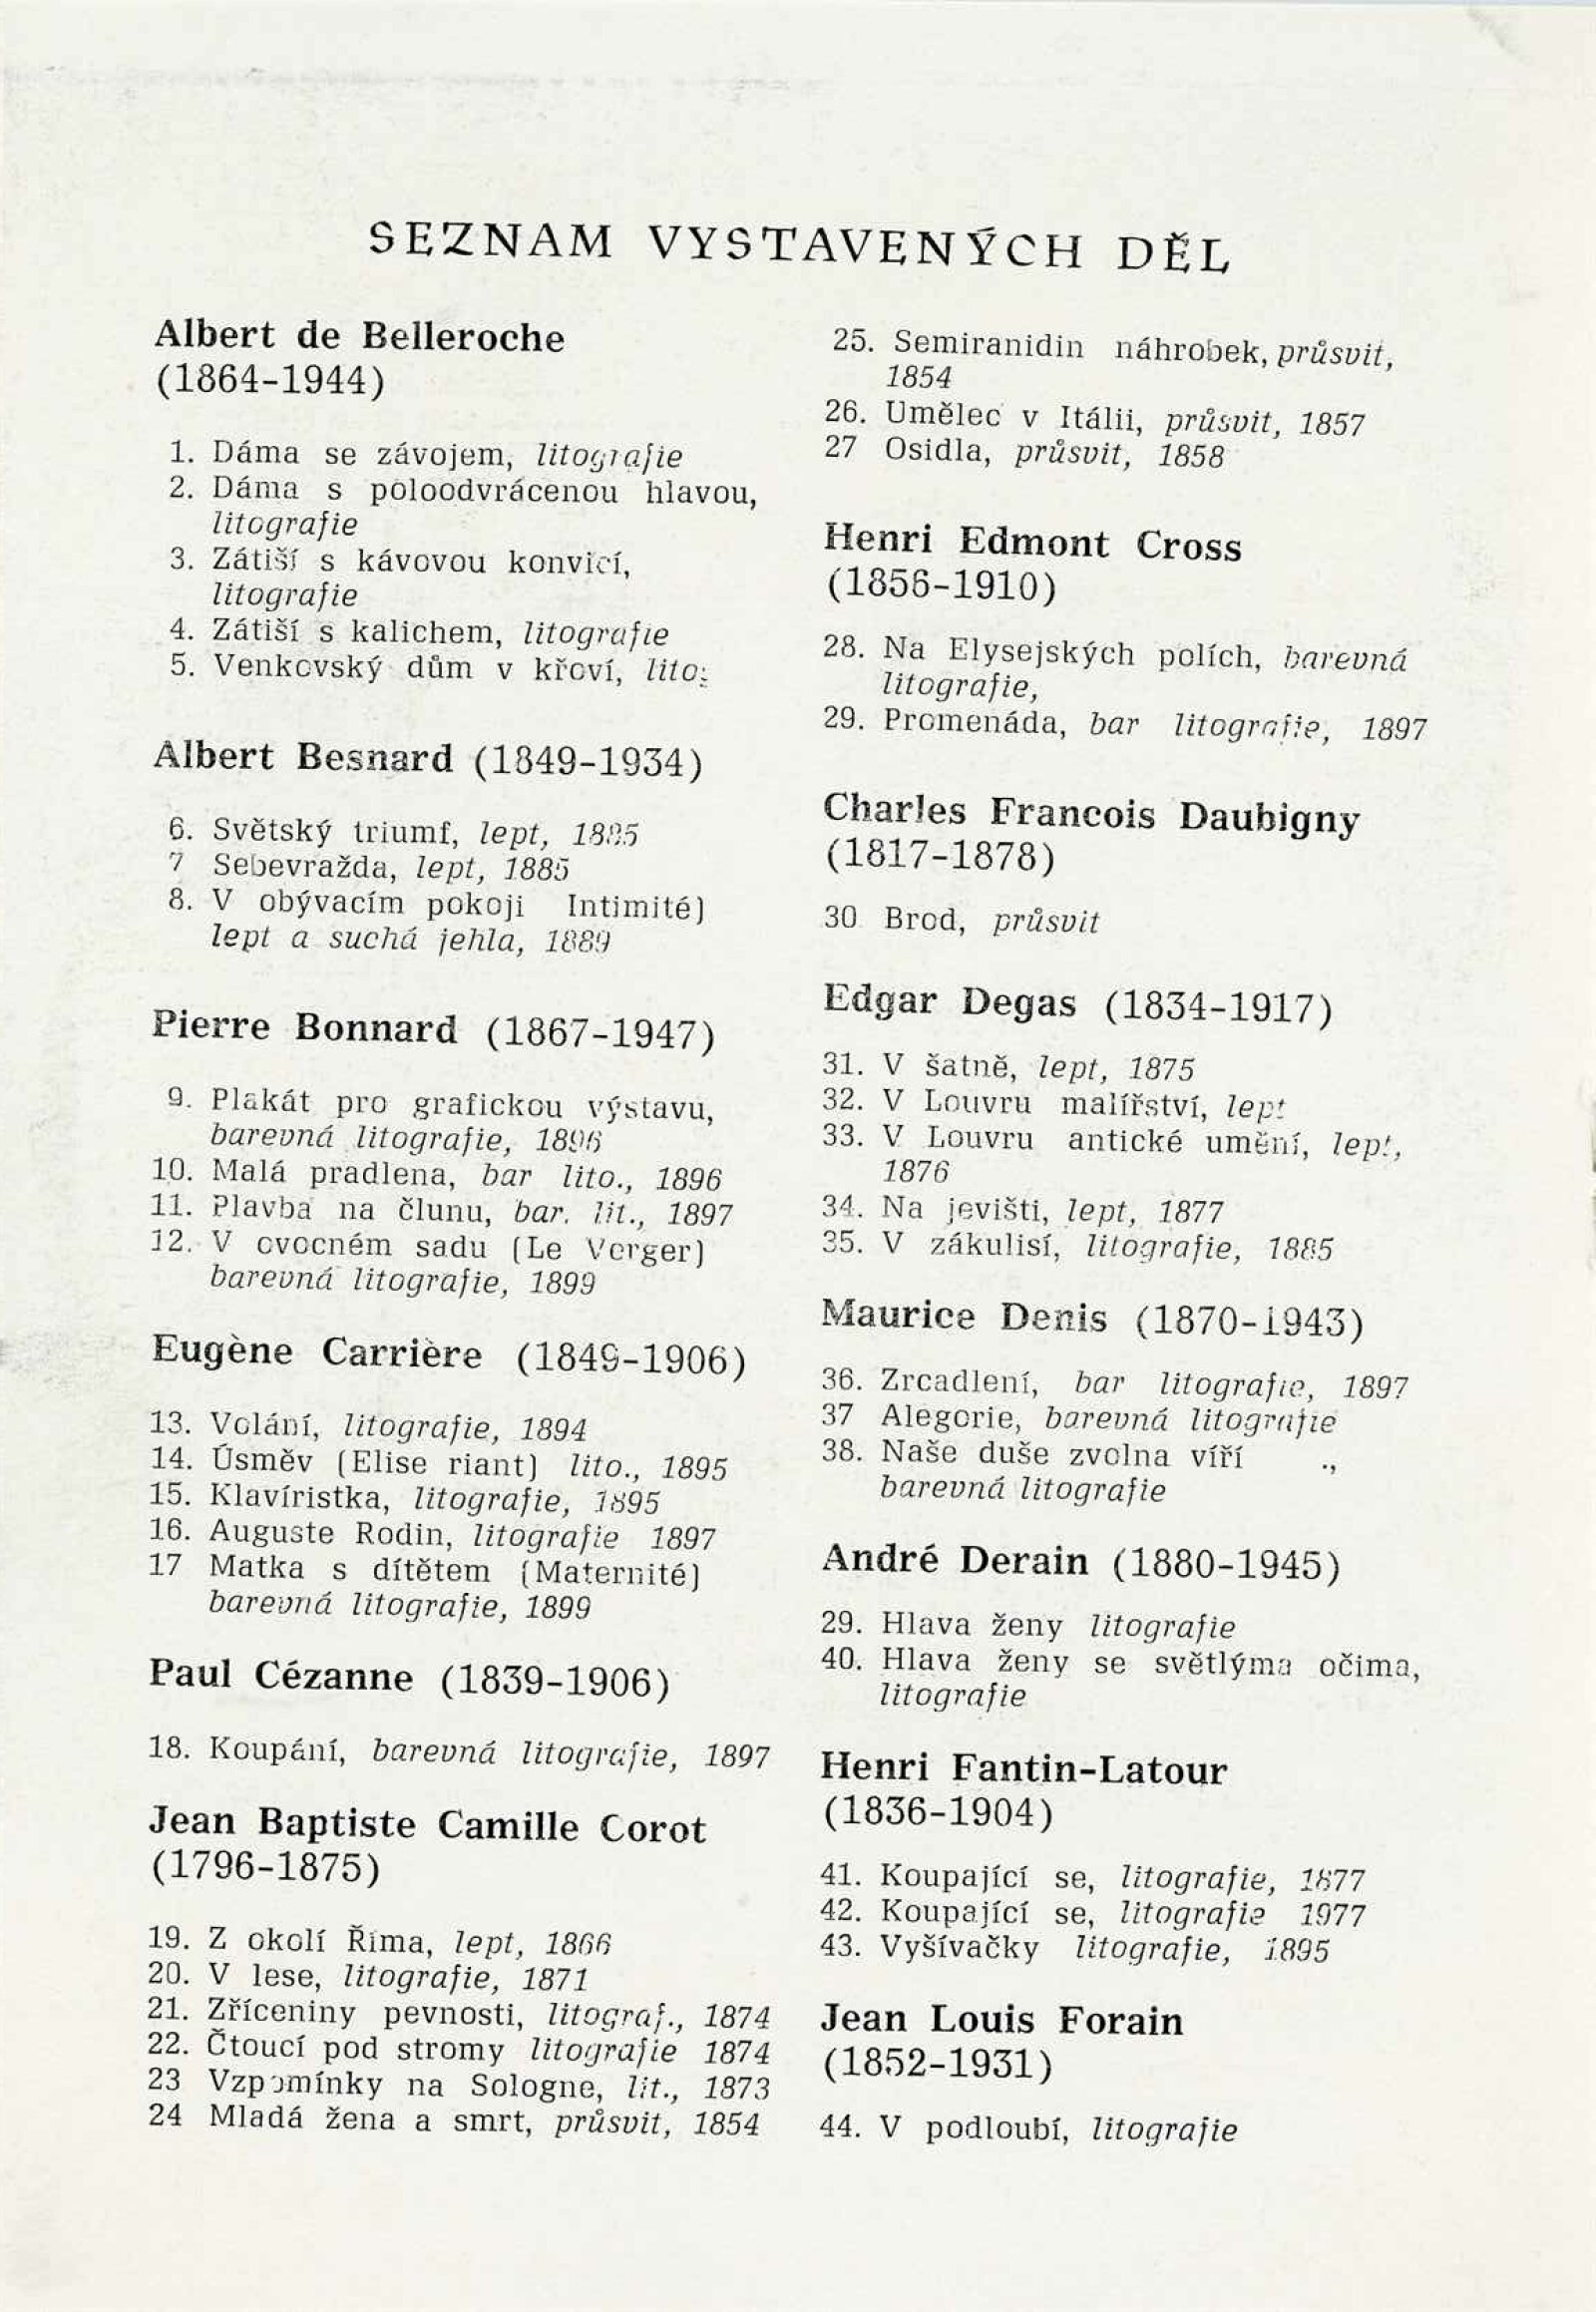 SEZNAM VYSTAVENÝCH DĚL
Albert de Belleroche
(1864-1944)
1. Dáma se závojem, litografie
2. Dáma s poloodvrácenou hlavou,
litografie
3. Zátiší s kávovou konvicí,
litografie
4. Zátiší s kalichem, litografie
5. Venkovský dům v křoví, lito.
Albert Besnard (1849-1934)
6. Světský triumf, lept, 1885
7 Sebevražda, lept, 1885
8. V obývacím pokoji Intimité)
lept a suchá jehla, 1889
Pierre Bonnard (1867-1947)
9. Plakát pro grafickou výstavu,
barevná litografie, 1896
10. Malá pradlena, bar lito., 1896
11. Plavba na člunu, bar. lit., 1897
12. V ovocném sadu (Le Verger)
barevná litografie, 1899
Eugène Carrière (1849-1906)
13. Volání, litografie, 1894
14. Úsměv (Elise riant) lito., 1895
15. Klavíristka, litografie, 1895
16. Auguste Rodin, litografie 1897
17 Matka s dítětem (Maternité)
barevná litografie, 1899
Paul Cézanne (1839-1906)
18. Koupání, barevná litografie, 1897
Jean Baptiste Camille Corot
(1796-1875)
19. Z okolí Říma, lept, 1866
20. V lese, litografie, 1871
21. Zříceniny pevnosti, litograf., 1874
22. Čtoucí pod stromy litografie 1874
23 Vzpomínky na Sologne, lit., 1873
24 Mladá žena a smrt, průsvit, 1854
25. Semiranidin náhrobek, průsvit,
1854
26. Umělec v Itálii, průsvit, 1857
27 Osidla, průsvit, 1858
Henri Edmont Cross
(1856-1910)
28. Na Elysejských polích, barevná
litografie,
29. Promenáda, bar litografie, 1897
Charles Francois Daubigny
(1817-1878)
30 Brod, průsvit
Edgar Degas (1834-1917)
31. V šatně, lept, 1875
32. V Louvru malířství, lept
33. V Louvru antické umění, lept,
1876
34. Na jevišti, lept, 1877
35. V zákulisí, litografie, 1885
Maurice Denis (1870-1943)
36. Zrcadlení, bar litografie, 1897
37 Alegorie, barevná litografie
38. Naše duše zvolna víří .,
barevná litografie
André Derain (1880-1945)
29. Hlava ženy litografie
40. Hlava ženy se světlýma očima,
litografie
Henri Fantin-Latour
(1836-1904)
41. Koupající se, litografie, 1877
42. Koupající se, litografie 1977
43. Vyšívačky litografie, 1895
Jean Louis Forain
(1852-1931)
44. V podloubí, litografie